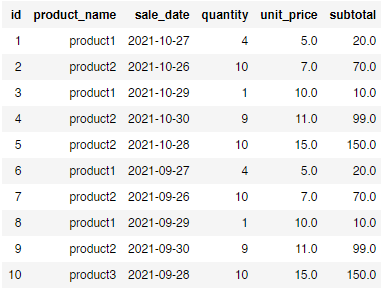 id product_name sale_date quantity unit_price subtotal
1 product1 2021-10-27 4 5.0 20.0
2 product2 2021-10-26 10 7.0 70.0
3 product1 2021-10-29 1 10.0 10.0
4 product2 2021-10-30 9 11.0 99.0
5 product2 2021-10-28 10 15.0 150.0
6 product1 2021-09-27 4 5.0 20.0
7 product2 2021-09-26 10 7.0 70.0
8 product1 2021-09-29 1 10.0 10.0
9 product2 2021-09-30 9 11.0 99.0
10 product3 2021-09-28 10 15.0 150.0